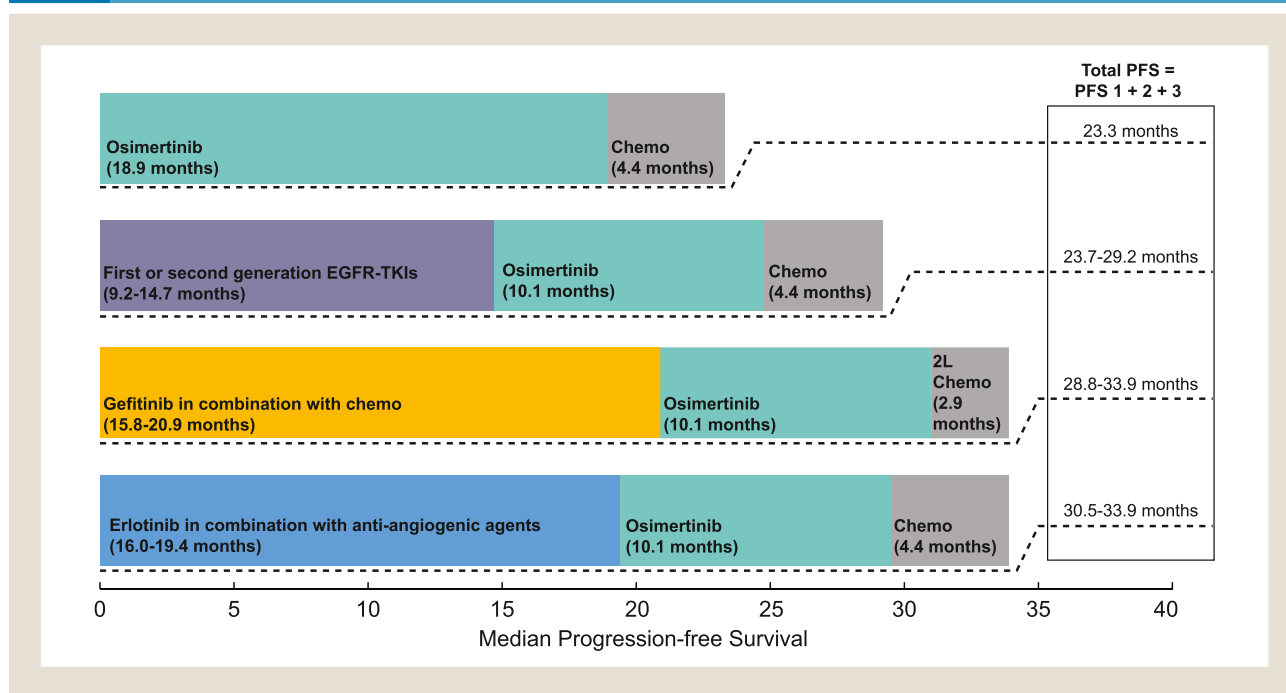 Total PFS =
PFS 1 + 2 + 3
Osimertinib
(18.9 months)
Chemo
(4.4 months)
23.3 months
First or second generation EGFR-TKIs
(9.2-14.7 months)
Osimertinib
(10.1 months)
Chemo
(4.4 months)
23.7-29.2 months
Gefitinib in combination with chemo
(15.8-20.9 months)
Osimertinib
(10.1 months)
2L
Chemo
(2.9
months)
28.8-33.9 months
Erlotinib in combination with anti-angiogenic agents
(16.0-19.4 months)
Osimertinib
(10.1 months)
Chemo
(4.4 months)
30.5-33.9 months
0 5 10 15 20 25 30 35 40
Median Progression-free Survival